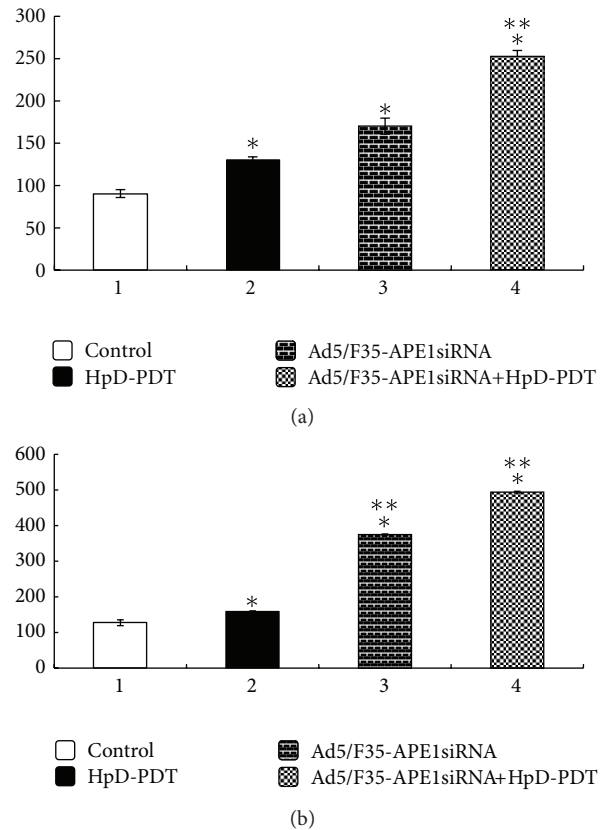 300
250
200
150
100
50
0
**
*
*
*
1 2 3 4
Control
HpD-PDT
Ad5/F35-APE1siRNA
Ad5/F35-APE1siRNA+HpD-PDT
(a)
600
500
400
300
200
100
0
**
*
**
*
*
1 2 3 4
Control
HpD-PDT
Ad5/F35-APE1siRNA
Ad5/F35-APE1siRNA+HpD-PDT
(b)